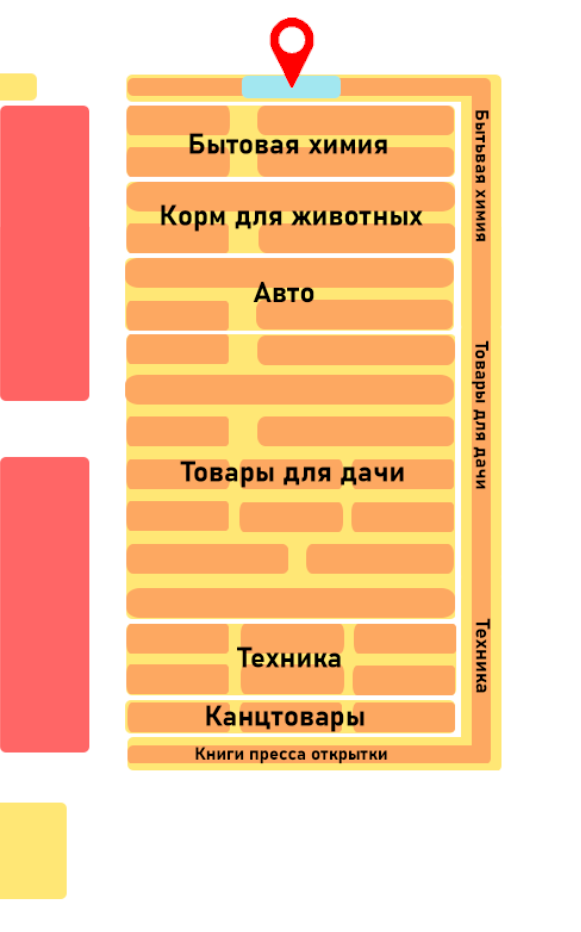 Бытовая химия
Корм для животных
Авто
Товары для дачи
Техника
Канцтовары
Книги пресса открытки
Бытьвая химия
Товары для дачи
Техника